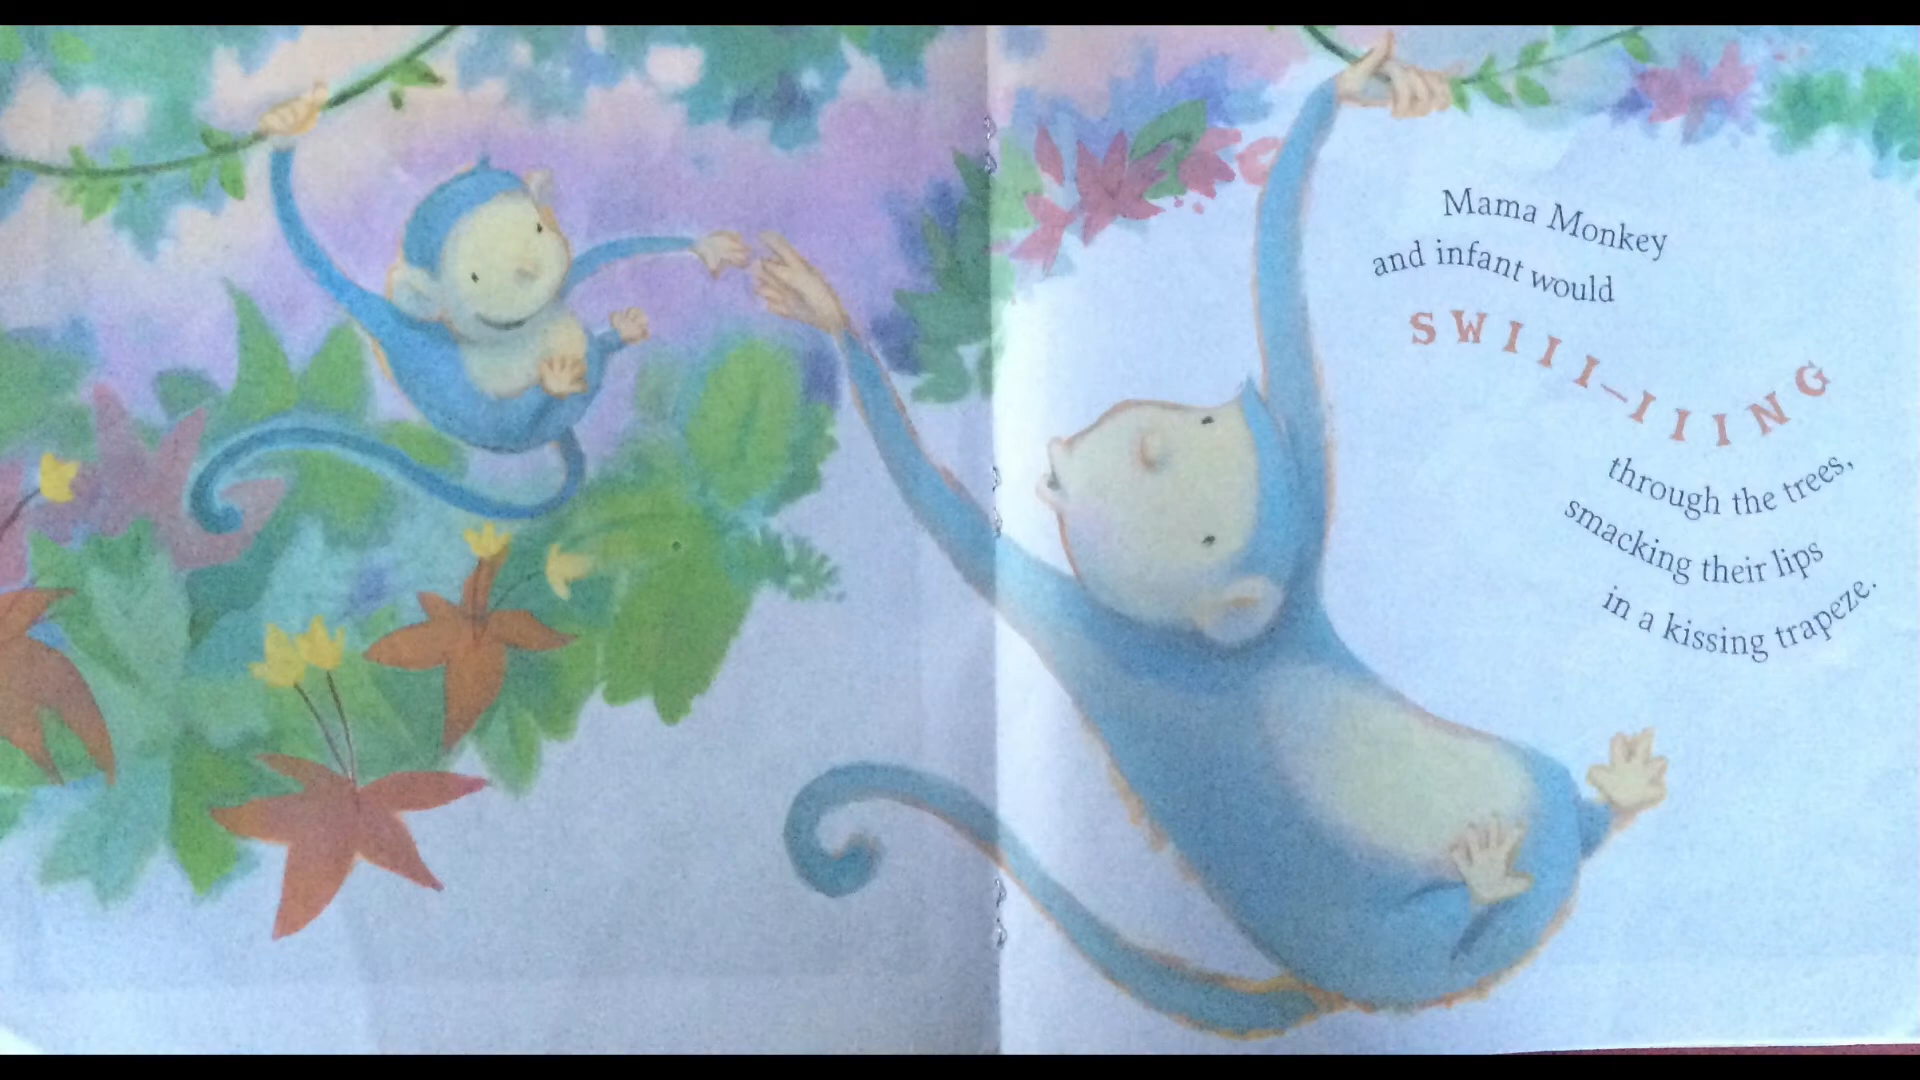 Mama Monkey
and infant would
SWIII–IIING
through the trees,
smacking their lips
in a kissing trapeze.